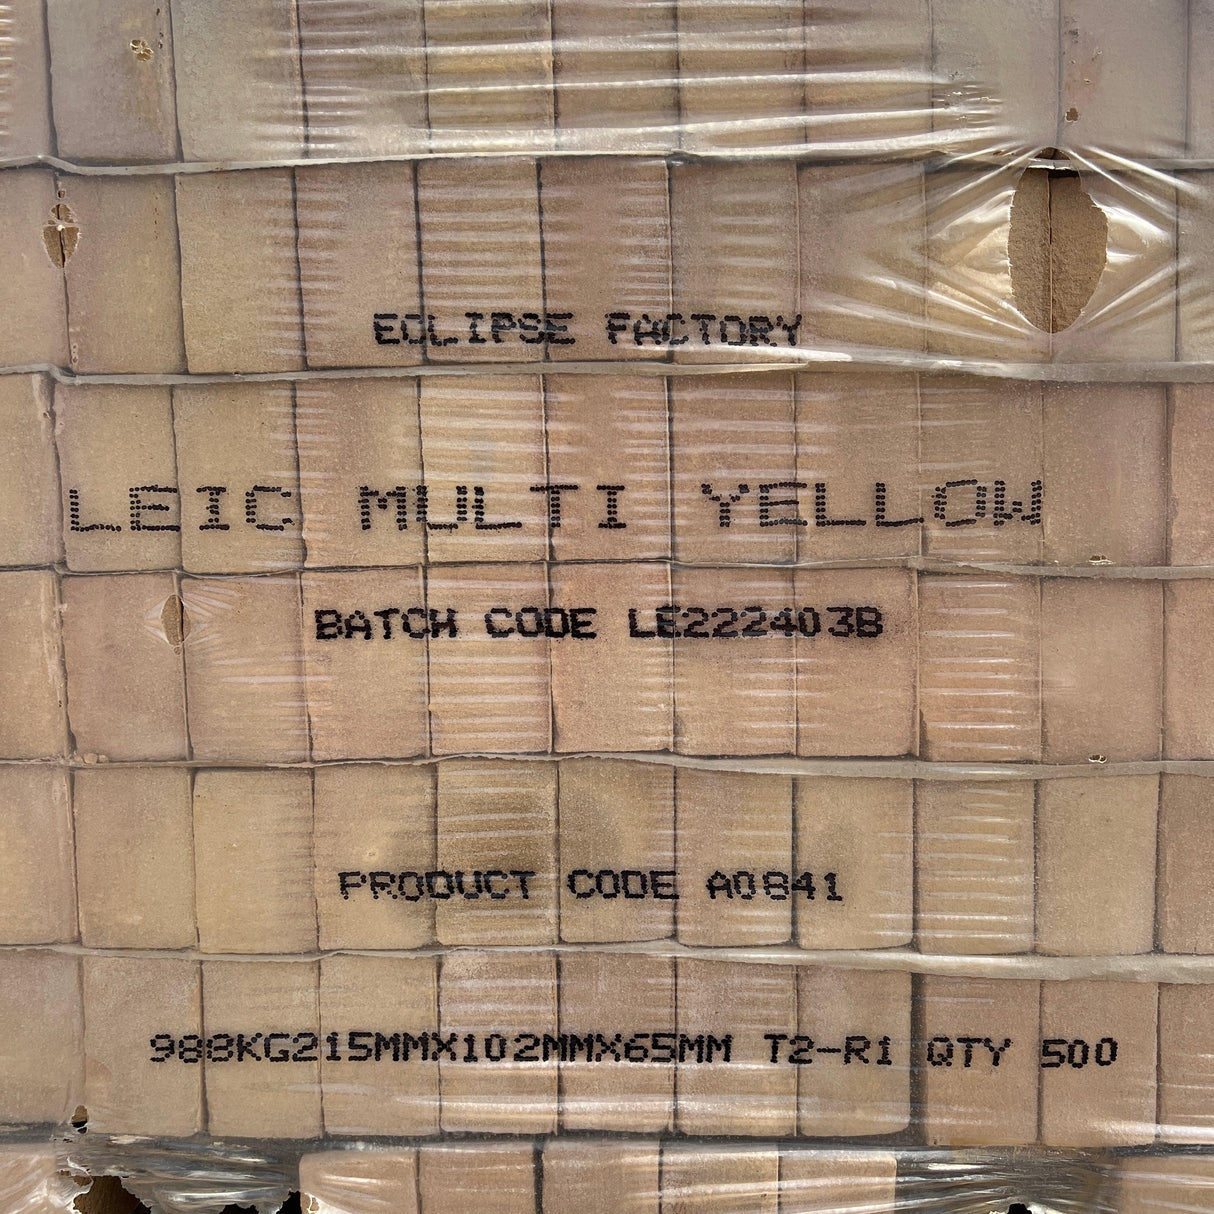 ECLIPSE FACTORY
LEIC MULTI YELLOW
BATCH CODE LE222403B
PRODUCT CODE A0841
988KG215MMX102MMX65MM T2-R1 QTY 500